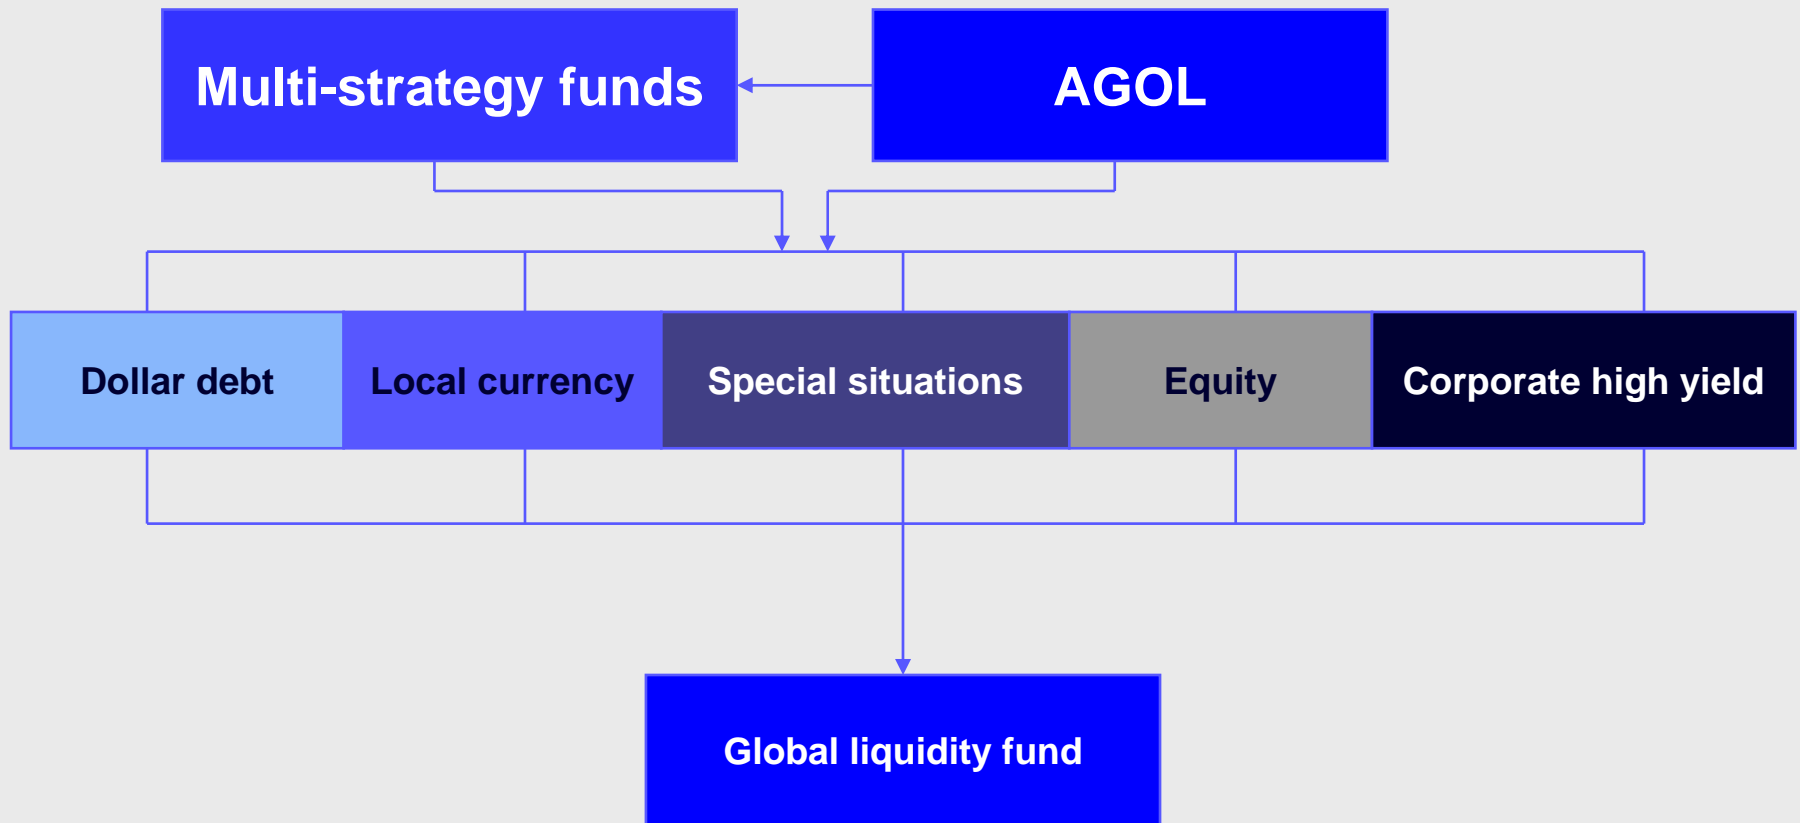 Multi-strategy funds
AGOL
Dollar debt
Local currency
Special situations
Equity
Corporate high yield
Global liquidity fund